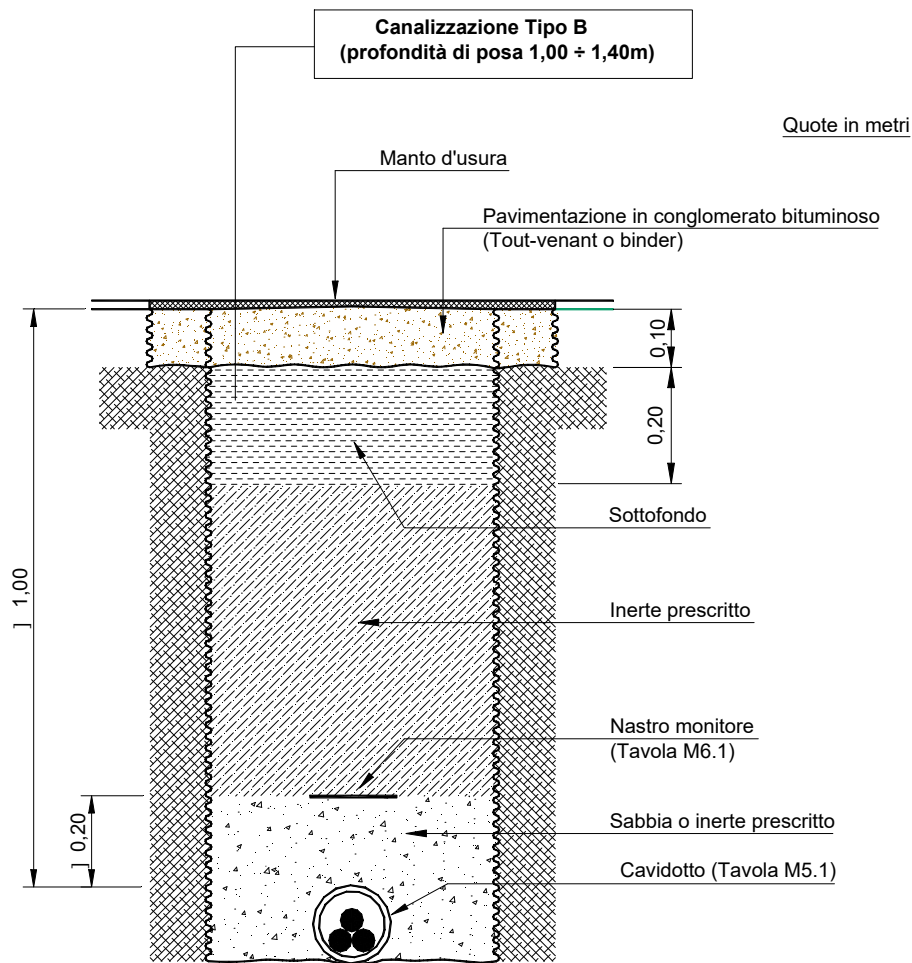 Canalizzazione Tipo B
(profondità di posa 1,00 ÷ 1,40m)
Quote in metri
Manto d'usura
Pavimentazione in conglomerato bituminoso
(Tout-venant o binder)
0,10
0,20
Sottofondo
] 1,00
Inerte prescritto
Nastro monitore
(Tavola M6.1)
] 0,20
Sabbia o inerte prescritto
Cavidotto (Tavola M5.1)